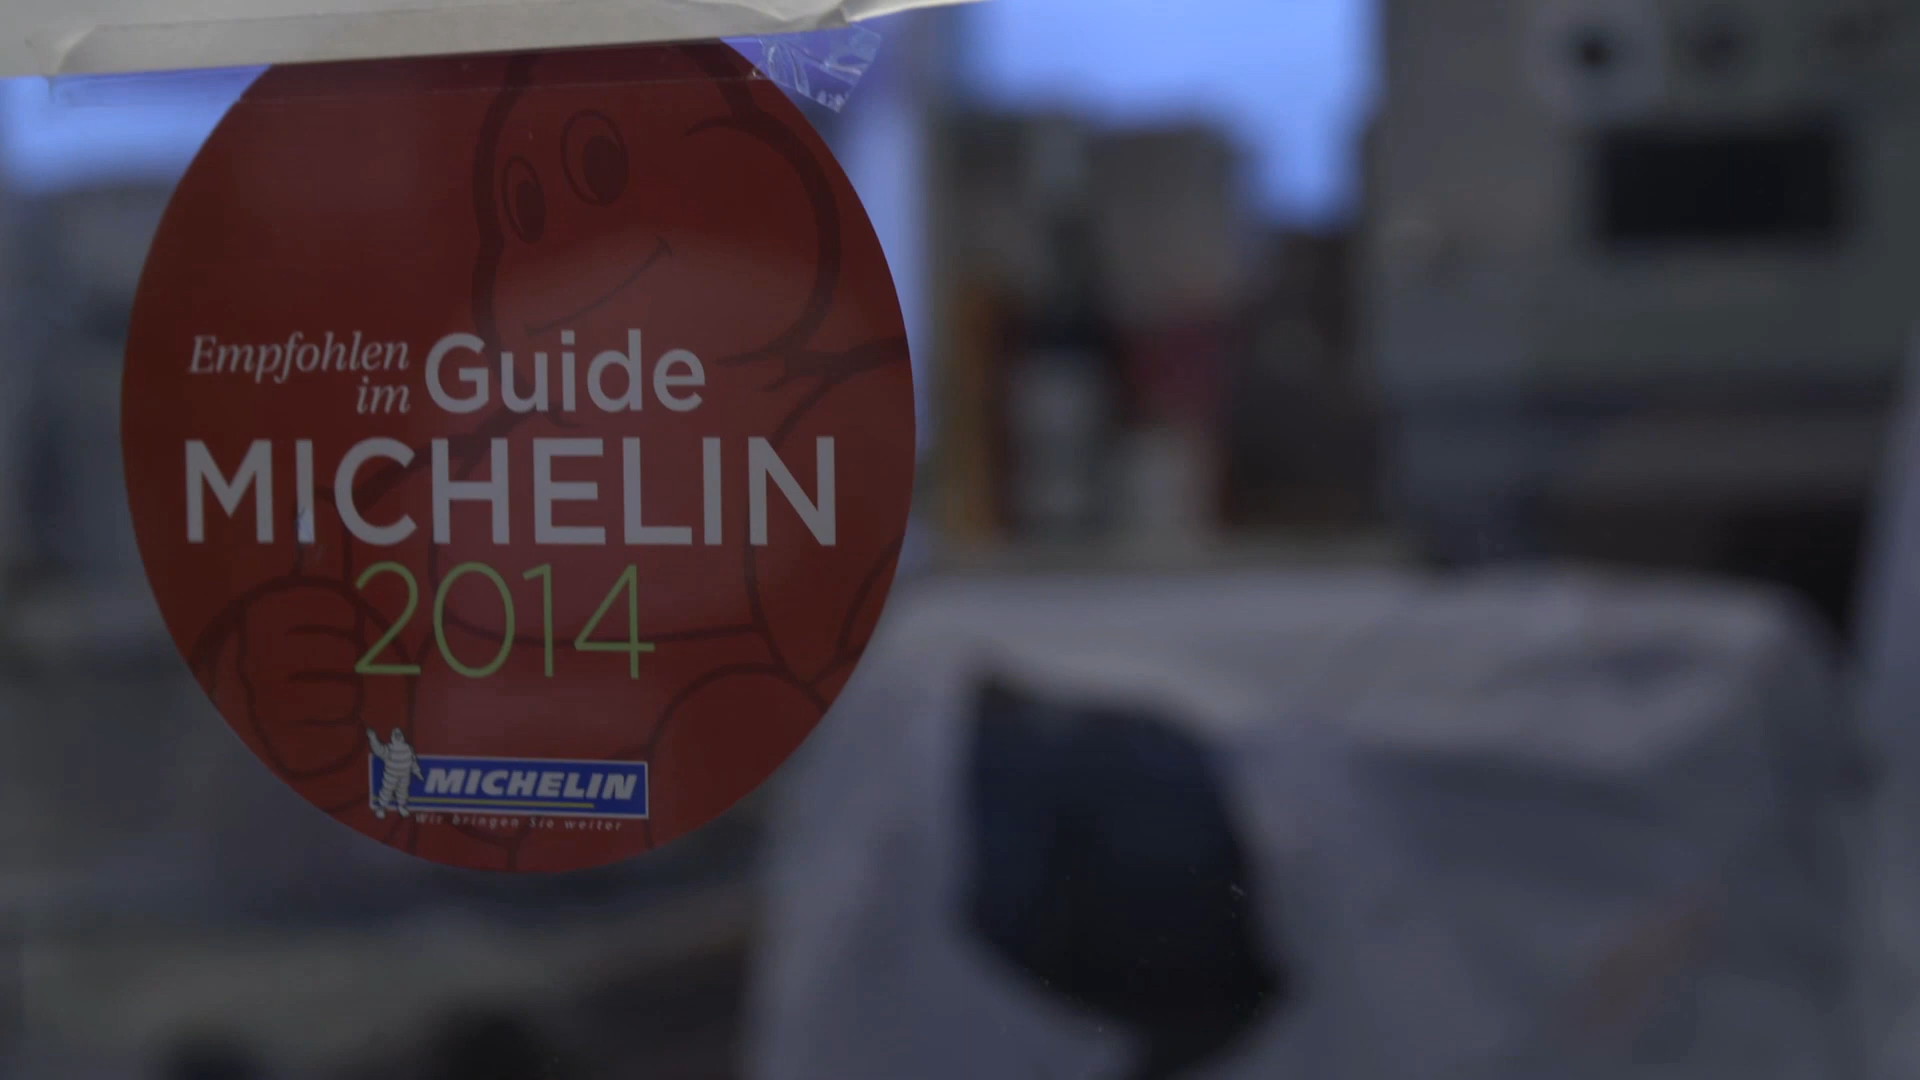 Empfohlen
im Guide
MICHELIN
2014
MICHELIN
Wir bringen Sie weiter